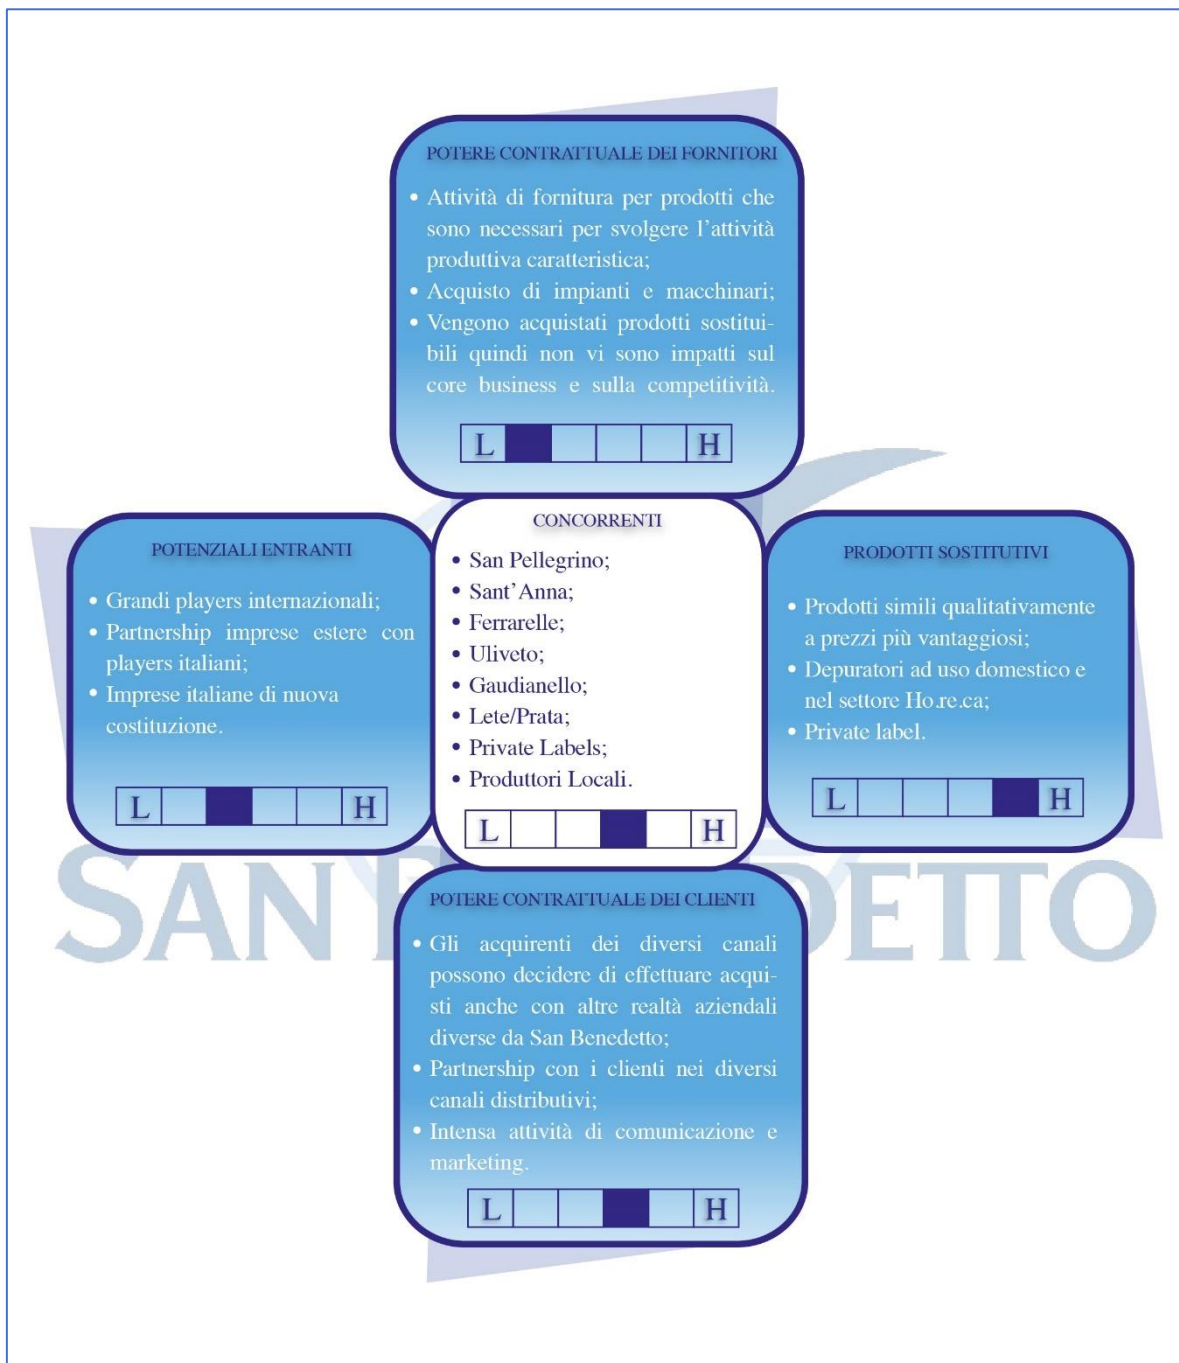 POTERE CONTRATTUALE DEI FORNITORI
• Attività di fornitura per prodotti che
sono necessari per svolgere l'attività
produttiva caratteristica;
• Acquisto di impianti e macchinari;
• Vengono acquistati prodotti sostitui-
bili quindi non vi sono impatti sul
core business e sulla competitività.
L H
POTENZIALI ENTRANTI
• Grandi players internazionali;
• Partnership imprese estere con
players italiani;
• Imprese italiane di nuova
costituzione.
L H
CONCORRENTI
• San Pellegrino;
• Sant'Anna;
• Ferrarelle;
• Uliveto;
• Gaudianello;
• Lete/Prata;
• Private Labels;
• Produttori Locali.
L H
PRODOTTI SOSTITUTIVI
• Prodotti simili qualitativamente
a prezzi più vantaggiosi;
• Depuratori ad uso domestico e
nel settore Ho.re.ca;
• Private label.
L H
POTERE CONTRATTUALE DEI CLIENTI
• Gli acquirenti dei diversi canali
possono decidere di effettuare acqui-
sti anche con altre realtà aziendali
diverse da San Benedetto;
• Partnership con i clienti nei diversi
canali distributivi;
• Intensa attività di comunicazione e
marketing.
L H
SAN